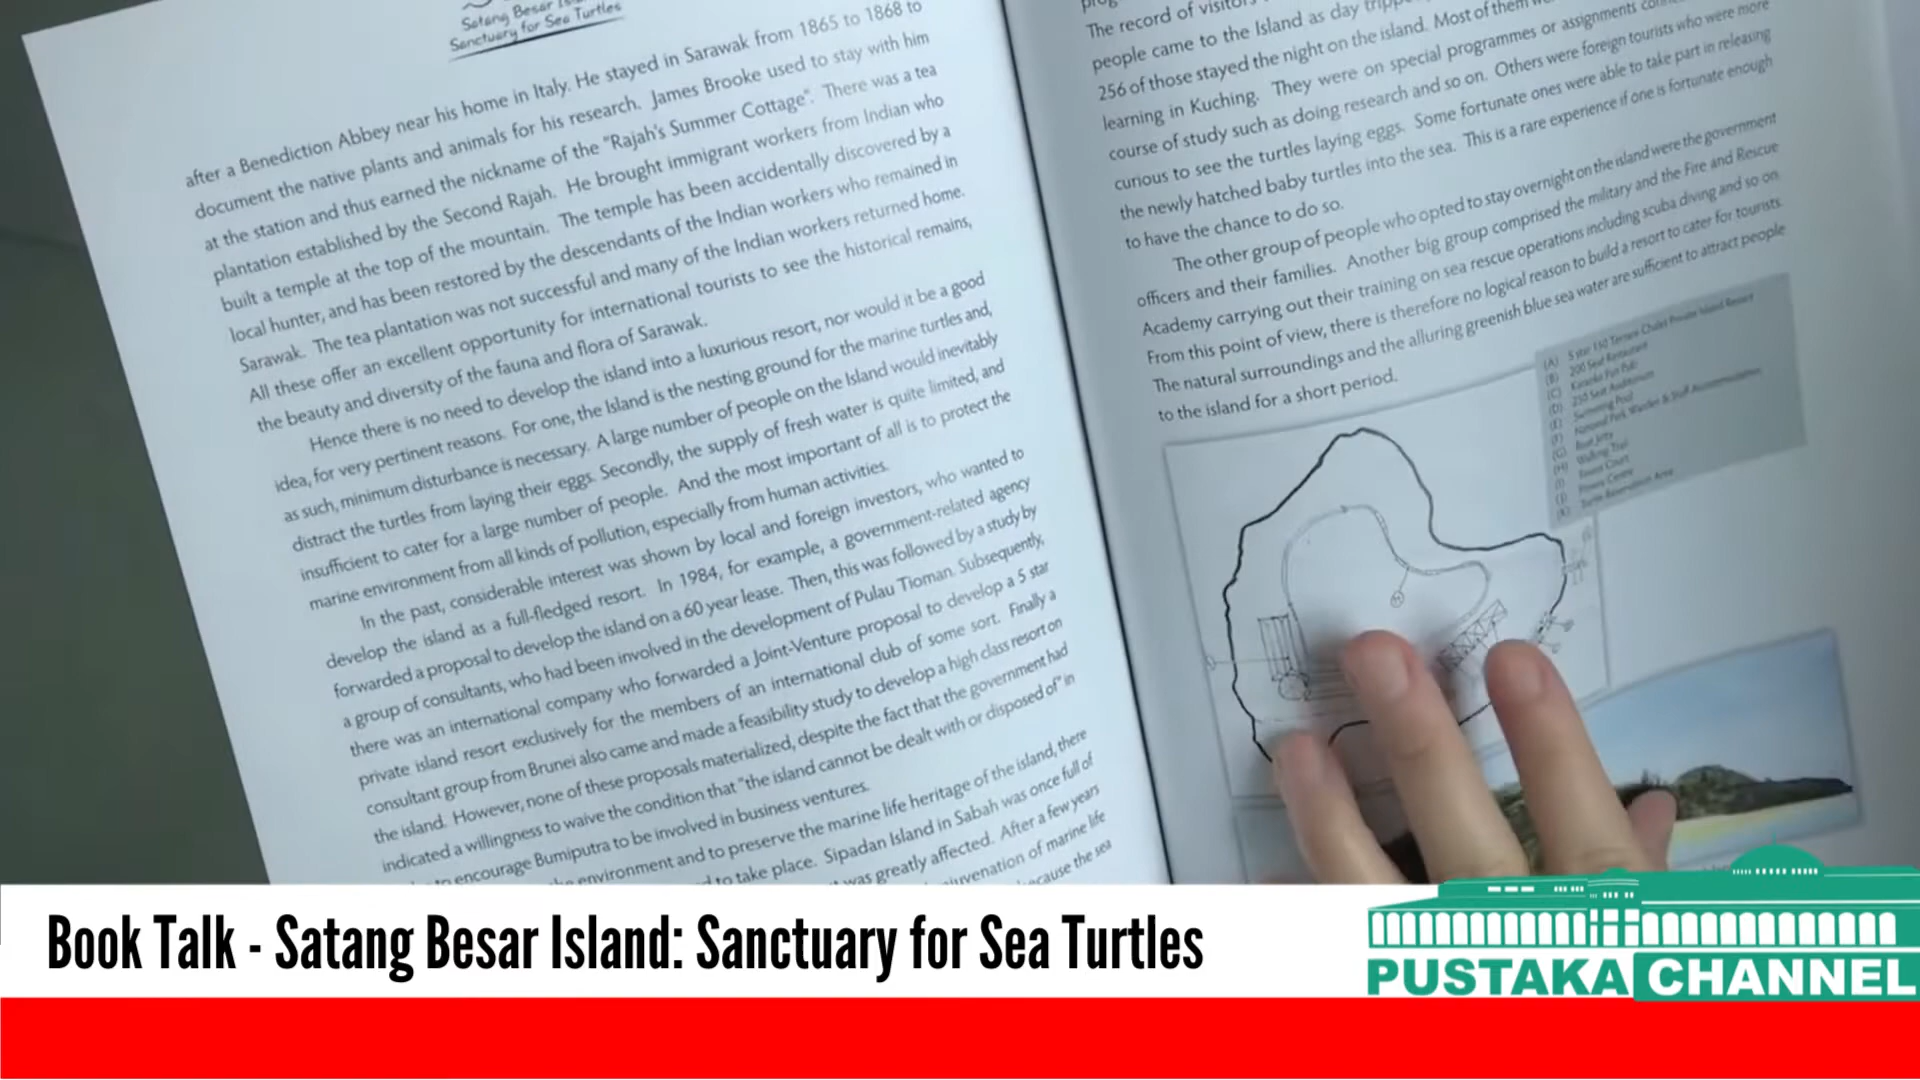 Satang Besar
Sanctuary for Sea Turtles
after a Benediction Abbey near his home in Italy. He stayed in Sarawak from 1865 to 1868 to
document the native plants and animals for his research. James Brooke used to stay with him
at the station and thus earned the nickname of the "Rajah's Summer Cottage". There was a tea
plantation established by the Second Rajah. He brought immigrant workers from Indian who
built a temple at the top of the mountain. The temple has been accidentally discovered by a
local hunter, and has been restored by the descendants of the Indian workers who remained in
Sarawak. The tea plantation was not successful and many of the Indian workers returned home.
All these offer an excellent opportunity for international tourists to see the historical remains,
the beauty and diversity of the fauna and flora of Sarawak.
Hence there is no need to develop the island into a luxurious resort, nor would it be a good
idea, for very pertinent reasons. For one, the Island is the nesting ground for the marine turtles and,
as such, minimum disturbance is necessary. A large number of people on the Island would inevitably
distract the turtles from laying their eggs. Secondly, the supply of fresh water is quite limited, and
insufficient to cater for a large number of people. And the most important of all is to protect the
marine environment from all kinds of pollution, especially from human activities.
In the past, considerable interest was shown by local and foreign investors, who wanted to
develop the island as a full-fledged resort. In 1984, for example, a government-related agency
forwarded a proposal to develop the island on a 60 year lease. Then, this was followed by a study by
a group of consultants, who had been involved in the development of Pulau Tioman. Subsequently,
there was an international company who forwarded a Joint-Venture proposal to develop a 5 star
private island resort exclusively for the members of an international club of some sort. Finally a
consultant group from Brunei also came and made a feasibility study to develop a high class resort on
the island. However, none of these proposals materialized, despite the fact that the government had
indicated a willingness to waive the condition that "the island cannot be dealt with or disposed of" in
to encourage Bumiputra to be involved in business ventures.
environment and to preserve the marine life heritage of the island, there
to take place. Sipadan Island in Sabah was once full of
was greatly affected. After a few years
of marine life
because the sea
The record of visitors
people came to the Island as day
256 of those stayed the night on the island. Most of them
learning in Kuching. They were on special programmes or assignments
course of study such as doing research and so on. Others were foreign tourists who were more
curious to see the turtles laying eggs. Some fortunate ones were able to take part in releasing
the newly hatched baby turtles into the sea. This is a rare experience if one is fortunate enough
to have the chance to do so.
The other group of people who opted to stay overnight on the island were the government
officers and their families. Another big group comprised the military and the Fire and Rescue
Academy carrying out their training on sea rescue operations including scuba diving and so on.
From this point of view, there is therefore no logical reason to build a resort to cater for tourists.
The natural surroundings and the alluring greenish blue sea water are sufficient to attract people
to the island for a short period.
(A) 5 star 150 Terrace Chalet Private Island Resort
(B) 200 Seat Restaurant
(C) Karaoke Fun Pub
(D) 250 Seat Auditorium
(E) Swimming Pool
(F) National Park Warden & Staff Accommodation
(G) Boat Jetty
(H) Walking Trail
(I) Tennis Court
(J)
(K) Turtle
Book Talk - Satang Besar Island: Sanctuary for Sea Turtles
PUSTAKA CHANNEL